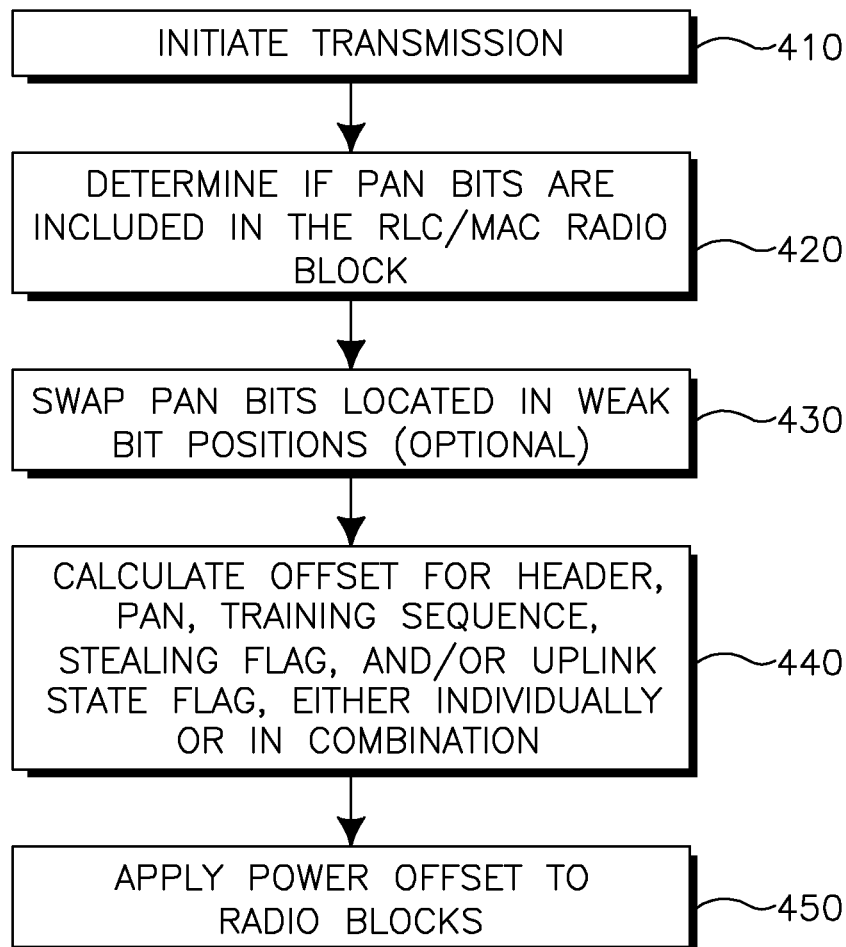 INITIATE TRANSMISSION
410
DETERMINE IF PAN BITS ARE
INCLUDED IN THE RLC/MAC RADIO
BLOCK
420
SWAP PAN BITS LOCATED IN WEAK
BIT POSITIONS (OPTIONAL)
430
CALCULATE OFFSET FOR HEADER,
PAN, TRAINING SEQUENCE,
STEALING FLAG, AND/OR UPLINK
STATE FLAG, EITHER INDIVIDUALLY
OR IN COMBINATION
440
APPLY POWER OFFSET TO
RADIO BLOCKS
450